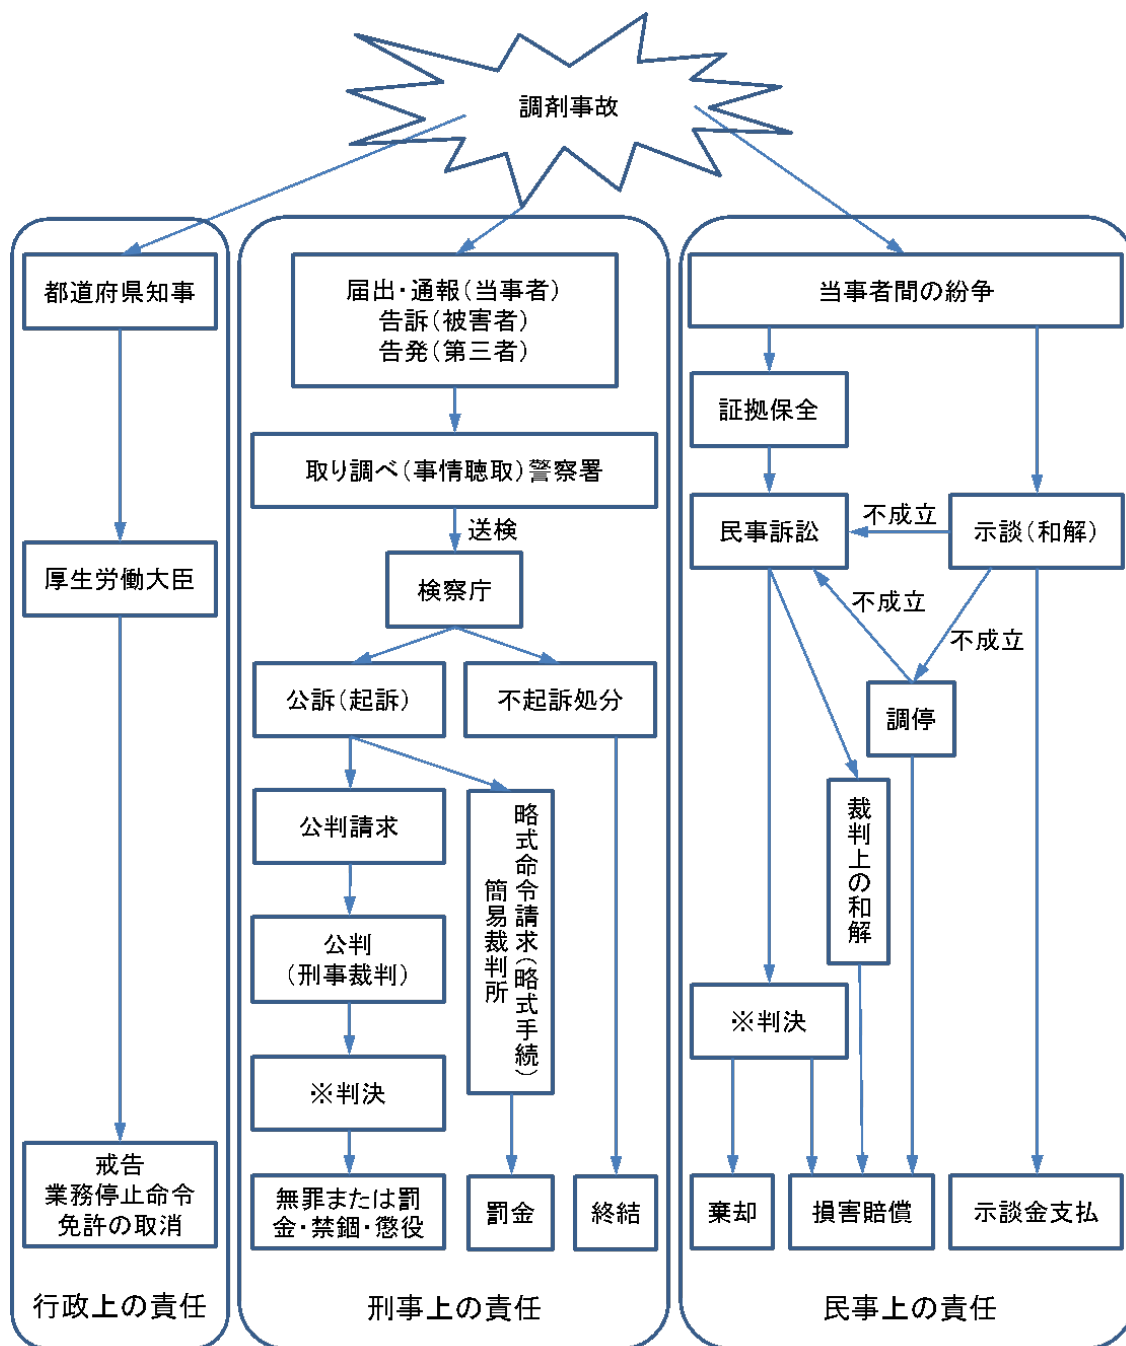 調剤事故
都道府県知事
厚生労働大臣
戒告
業務停止命令
免許の取消
行政上の責任
届出・通報(当事者)
告訴(被害者)
告発(第三者)
取り調べ(事情聴取)警察署
送検
検察庁
公訴(起訴)
不起訴処分
公判請求
略式命令請求(略式手続)
簡易裁判所
公判
(刑事裁判)
※判決
無罪または罰
金・禁錮・懲役
罰金
終結
刑事上の責任
当事者間の紛争
証拠保全
民事訴訟
不成立
示談(和解)
不成立
不成立
調停
裁判上の和解
※判決
棄却
損害賠償
示談金支払
民事上の責任